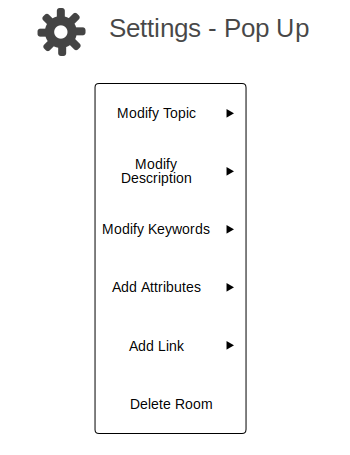 Settings - Pop Up
Modify Topic
Modify
Description
Modify Keywords
Add Attributes
Add Link
Delete Room